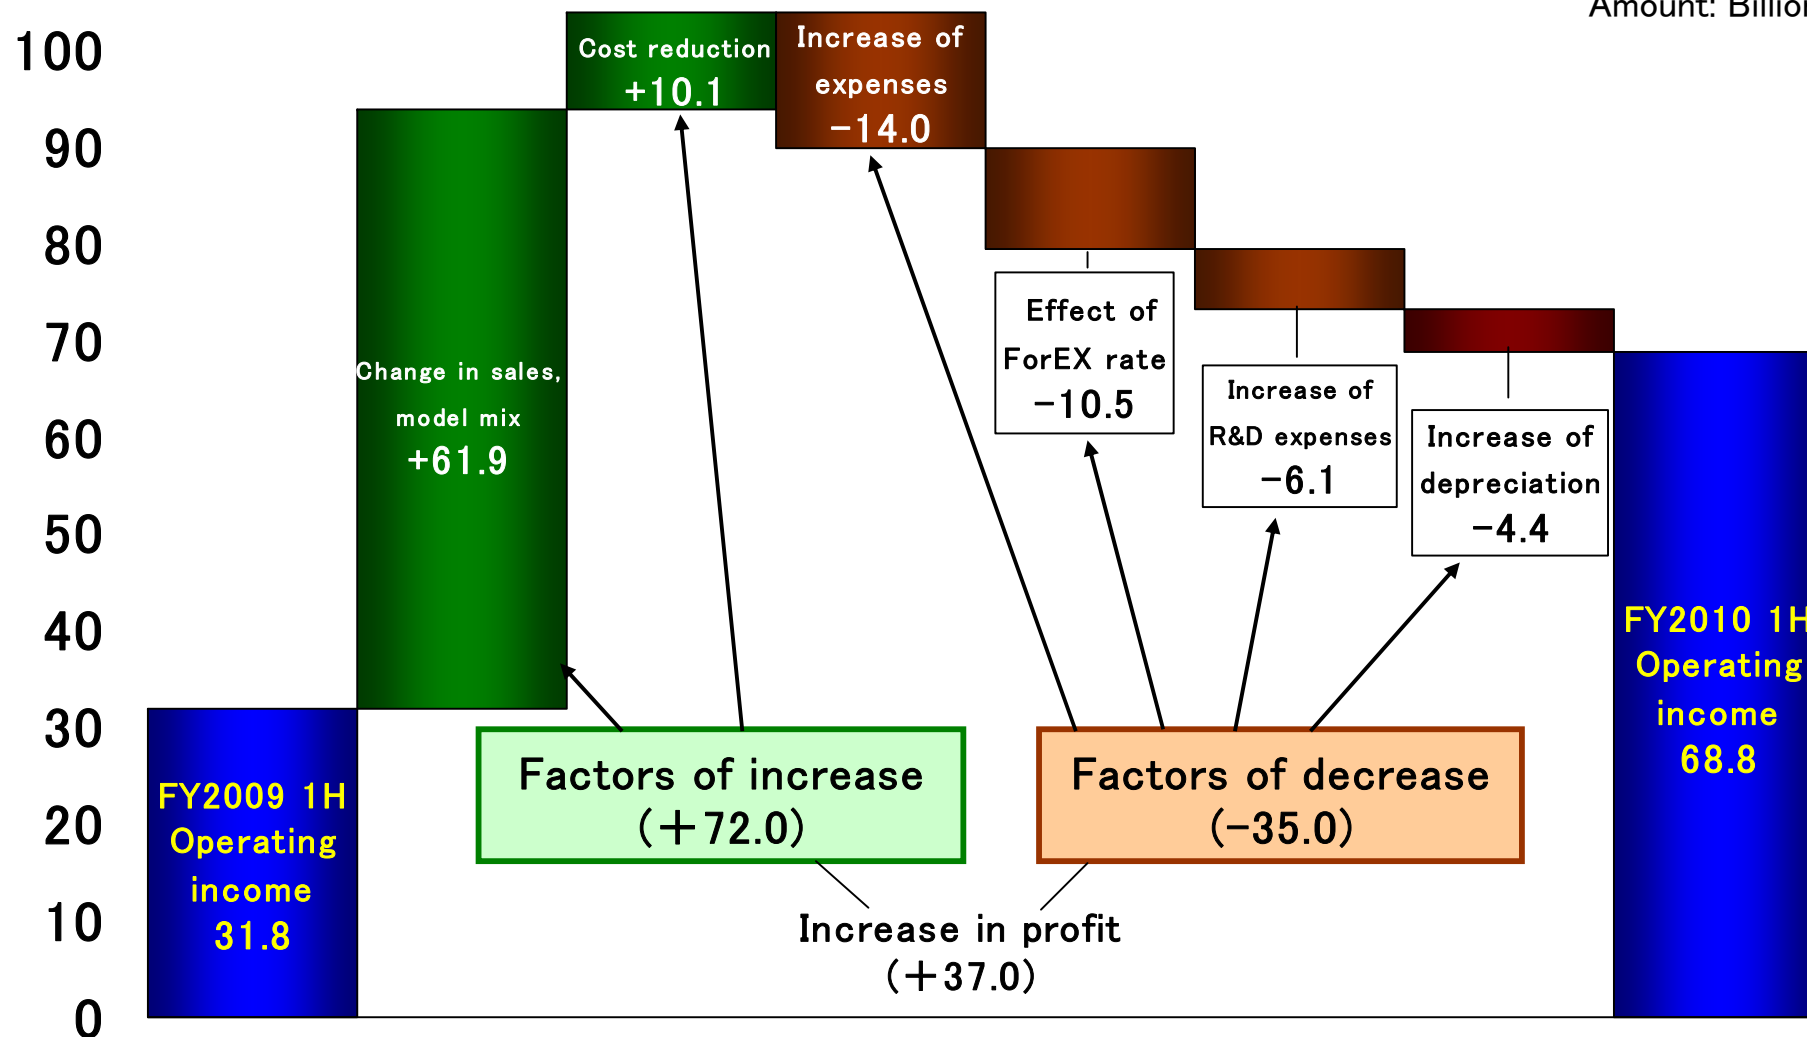 Amount: Billion
100
90
80
70
60
50
40
30
20
10
0
FY2009 1H
Operating
income
31.8
Change in sales,
model mix
+61.9
Cost reduction
+10.1
Increase of
expenses
-14.0
Effect of
ForEX rate
-10.5
Increase of
R&D expenses
-6.1
Increase of
depreciation
-4.4
FY2010 1H
Operating
income
68.8
Factors of increase
(+72.0)
Factors of decrease
(-35.0)
Increase in profit
(+37.0)